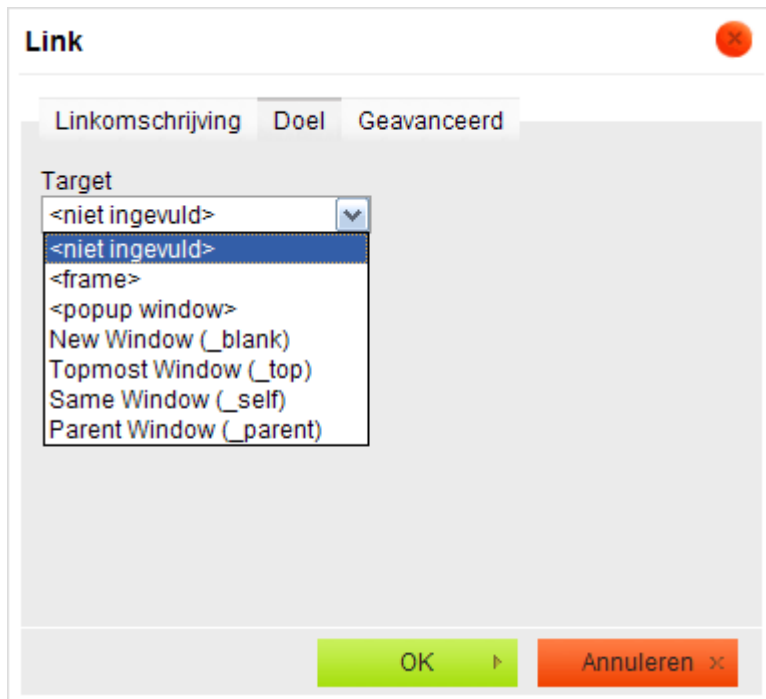 Link
Linkomschrijving Doel Geavanceerd
Target
<niet ingevuld>
<niet ingevuld>
<frame>
<popup window>
New Window (_blank)
Topmost Window (_top)
Same Window (_self)
Parent Window (_parent)
OK Annuleren